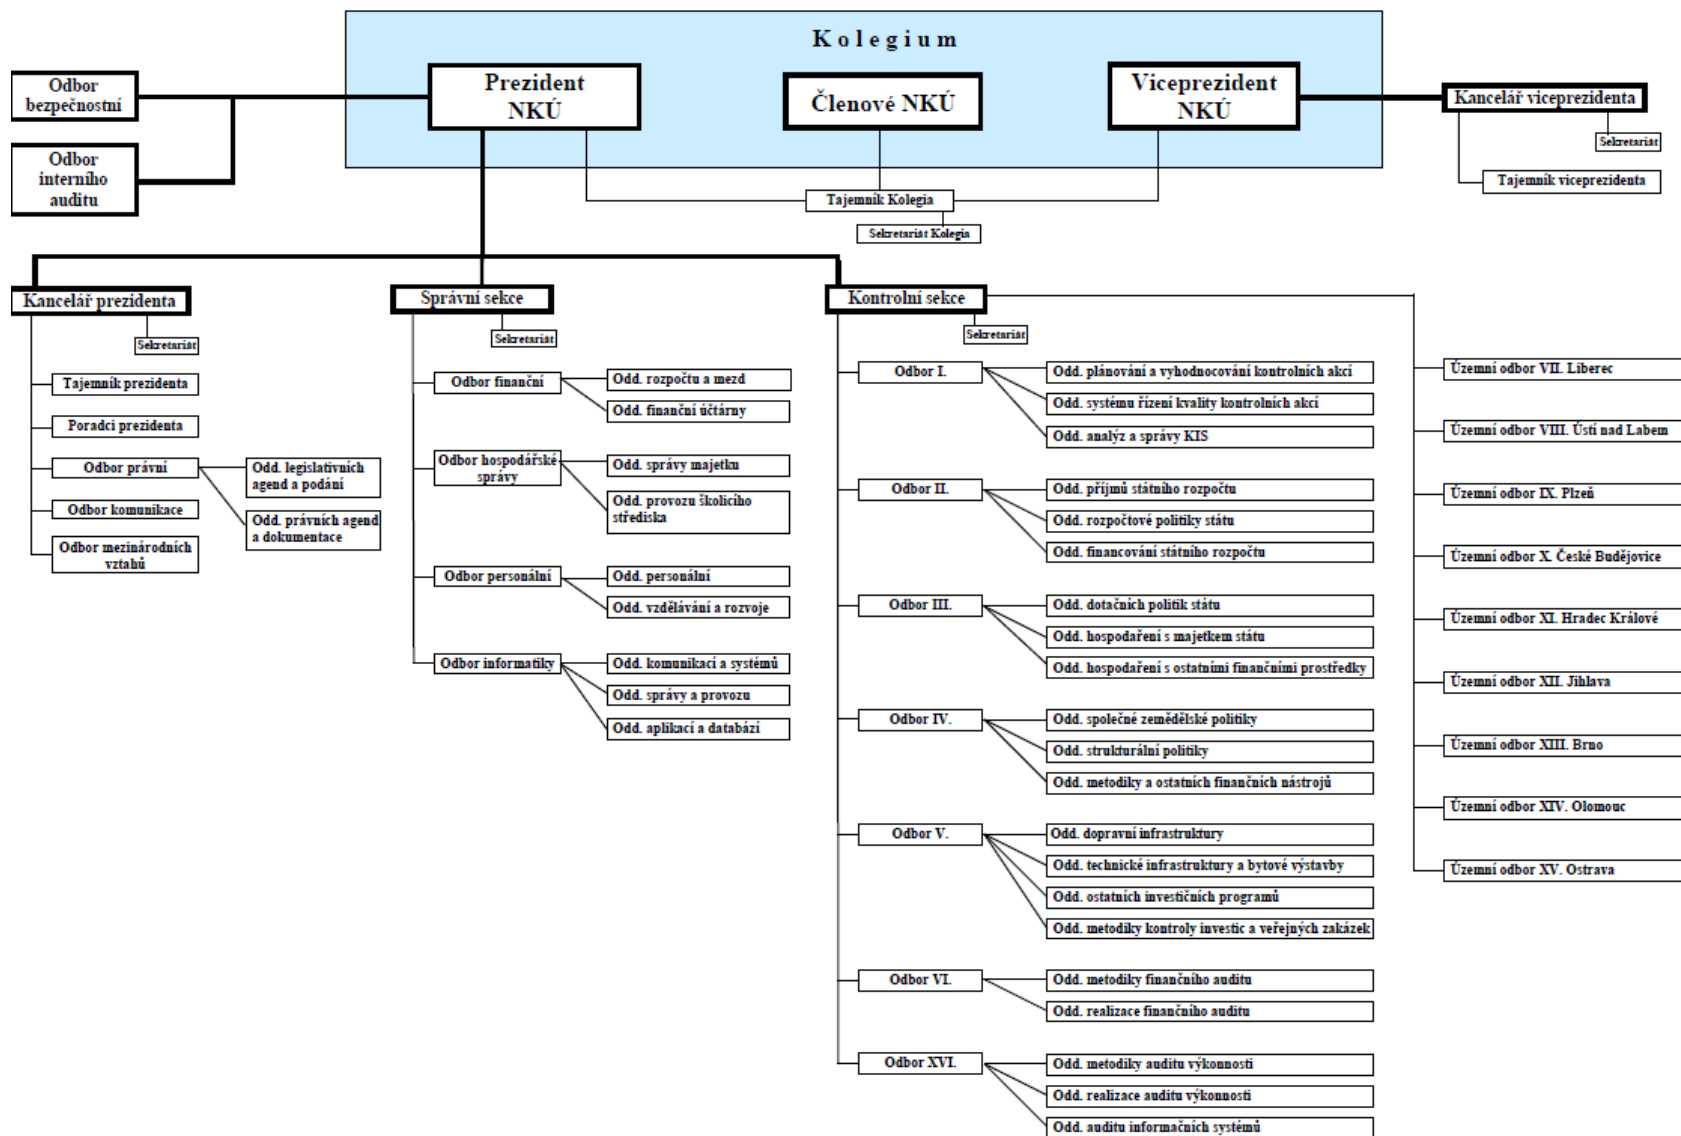 K o l e g i u m
Prezident
NKÚ
Členové NKÚ
Viceprezident
NKÚ
Odbor
bezpečnostní
Odbor
interního
auditu
Kancelář viceprezidenta
Sekretariát
Tajemník viceprezidenta
Tajemník Kolegia
Sekretariát Kolegia
Kancelář prezidenta
Sekretariát
Tajemník prezidenta
Poradci prezidenta
Odbor právní
Odd. legislativních
agend a podání
Odd. právních agend
a dokumentace
Odbor komunikace
Odbor mezinárodních
vztahů
Správní sekce
Sekretariát
Odbor finanční
Odd. rozpočtu a mezd
Odd. finanční účtárny
Odbor hospodářské
správy
Odd. správy majetku
Odd. provozu školicího
střediska
Odbor personální
Odd. personální
Odd. vzdělávání a rozvoje
Odbor informatiky
Odd. komunikací a systémů
Odd. správy a provozu
Odd. aplikací a databází
Kontrolní sekce
Sekretariát
Odbor I.
Odd. plánování a vyhodnocování kontrolních akcí
Odd. systému řízení kvality kontrolních akcí
Odd. analýz a správy KIS
Odbor II.
Odd. příjmů státního rozpočtu
Odd. rozpočtové politiky státu
Odd. financování státního rozpočtu
Odbor III.
Odd. dotačních politik státu
Odd. hospodaření s majetkem státu
Odd. hospodaření s ostatními finančními prostředky
Odbor IV.
Odd. společné zemědělské politiky
Odd. strukturální politiky
Odd. metodiky a ostatních finančních nástrojů
Odbor V.
Odd. dopravní infrastruktury
Odd. technické infrastruktury a bytové výstavby
Odd. ostatních investičních programů
Odd. metodiky kontroly investic a veřejných zakázek
Odbor VI.
Odd. metodiky finančního auditu
Odd. realizace finančního auditu
Odbor XVI.
Odd. metodiky auditu výkonnosti
Odd. realizace auditu výkonnosti
Odd. auditu informačních systémů
Územní odbor VII. Liberec
Územní odbor VIII. Ústí nad Labem
Územní odbor IX. Plzeň
Územní odbor X. České Budějovice
Územní odbor XI. Hradec Králové
Územní odbor XII. Jihlava
Územní odbor XIII. Brno
Územní odbor XIV. Olomouc
Územní odbor XV. Ostrava